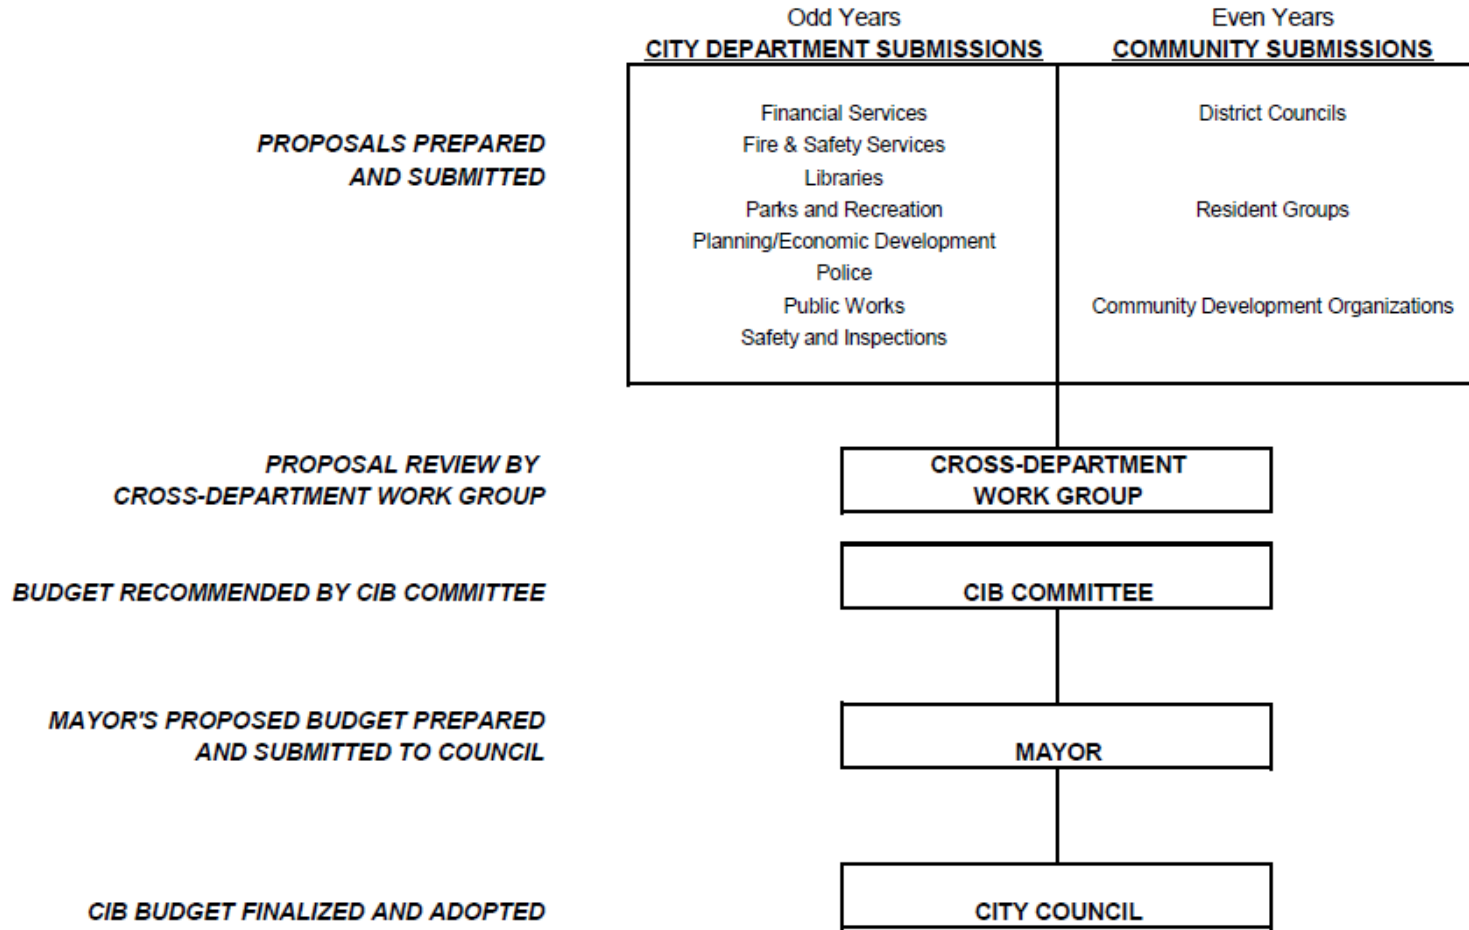 Odd Years
Even Years
CITY DEPARTMENT SUBMISSIONS
COMMUNITY SUBMISSIONS
PROPOSALS PREPARED
AND SUBMITTED
Financial Services
Fire & Safety Services
Libraries
Parks and Recreation
Planning/Economic Development
Police
Public Works
Safety and Inspections
District Councils
Resident Groups
Community Development Organizations
PROPOSAL REVIEW BY
CROSS-DEPARTMENT WORK GROUP
CROSS-DEPARTMENT
WORK GROUP
BUDGET RECOMMENDED BY CIB COMMITTEE
CIB COMMITTEE
MAYOR'S PROPOSED BUDGET PREPARED
AND SUBMITTED TO COUNCIL
MAYOR
CIB BUDGET FINALIZED AND ADOPTED
CITY COUNCIL